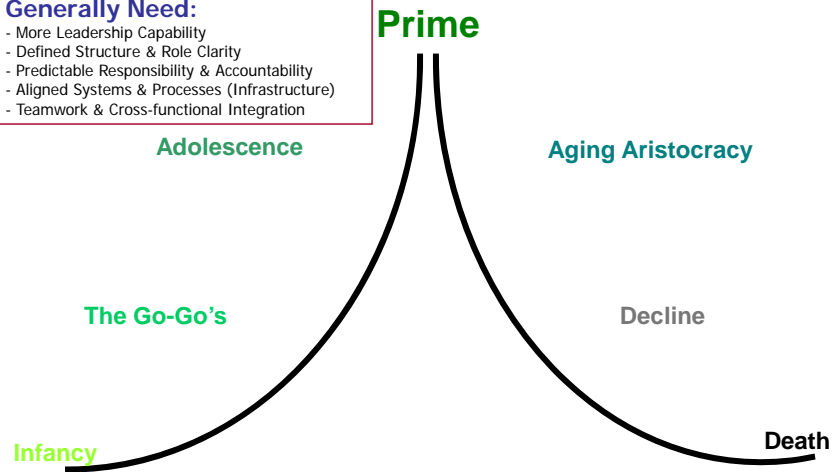 Generally Need:
- More Leadership Capability
- Defined Structure & Role Clarity
- Predictable Responsibility & Accountability
- Aligned Systems & Processes (Infrastructure)
- Teamwork & Cross-functional Integration
Prime
Adolescence
Aging Aristocracy
The Go-Go’s
Decline
Infancy
Death